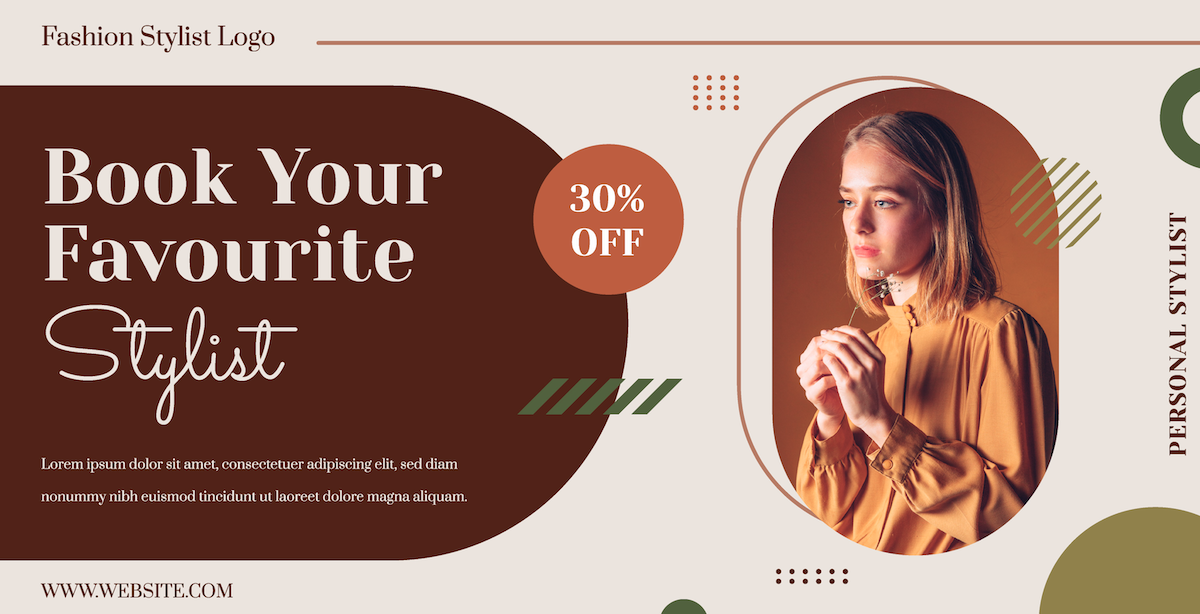 Fashion Stylist Logo
Book Your
Favourite
Stylist
30%
OFF
Lorem ipsum dolor sit amet, consectetuer adipiscing elit, sed diam
nonummy nibh euismod tincidunt ut laoreet dolore magna aliquam.
WWW.WEBSITE.COM
PERSONAL STYLIST